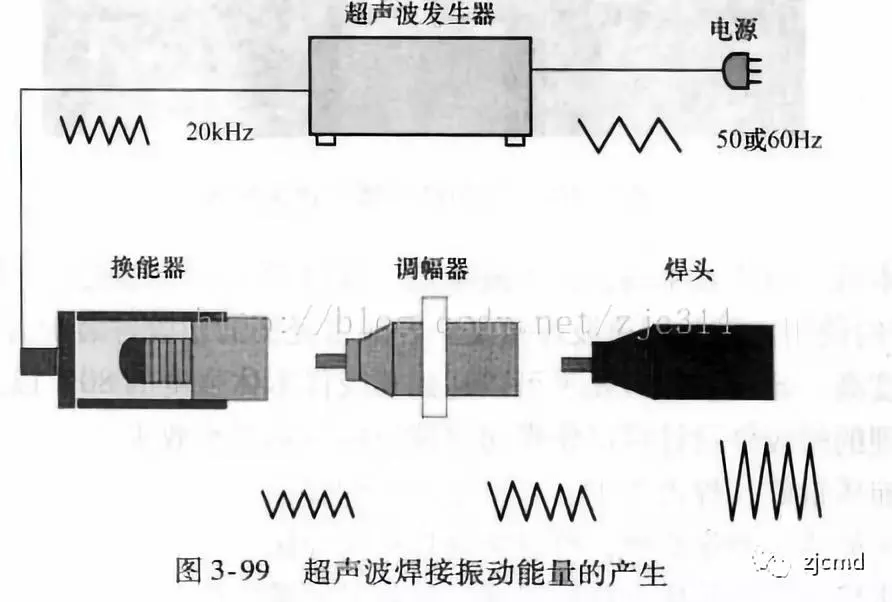 超声波发生器
电源
20kHz
50或60Hz
换能器
调幅器
焊头
http://blog.csdn.net/zjc314
图 3-99 超声波焊接振动能量的产生
zjcmd